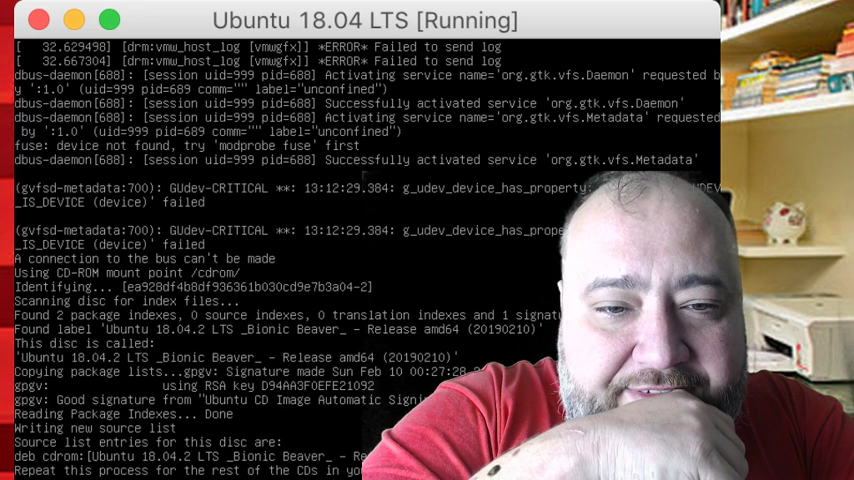 Ubuntu 18.04 LTS [Running]
[   32.629498] [drm:vmw_host_log [vmwgfx]] *ERROR* Failed to send log
[   32.667304] [drm:vmw_host_log [vmwgfx]] *ERROR* Failed to send log
dbus-daemon[688]: [session uid=999 pid=688] Activating service name='org.gtk.vfs.Daemon' requested b
y ':1.0' (uid=999 pid=689 comm="" label="unconfined")
dbus-daemon[688]: [session uid=999 pid=688] Successfully activated service 'org.gtk.vfs.Daemon'
dbus-daemon[688]: [session uid=999 pid=688] Activating service name='org.gtk.vfs.Metadata' requested
 by ':1.0' (uid=999 pid=689 comm="" label="unconfined")
fuse: device not found, try 'modprobe fuse' first
dbus-daemon[688]: [session uid=999 pid=688] Successfully activated service 'org.gtk.vfs.Metadata'
(gvfsd-metadata:700): GUdev-CRITICAL **: 13:12:29.384: g_udev_device_has_property:
_IS_DEVICE (device)' failed
(gvfsd-metadata:700): GUdev-CRITICAL **: 13:12:29.384: g_udev_device_has_prope
_IS_DEVICE (device)' failed
A connection to the bus can't be made
Using CD-ROM mount point /cdrom/
Identifying... [ea928df4b8df936361b030cd9e7b3a04-2]
Scanning disc for index files...
Found 2 package indexes, 0 source indexes, 0 translation indexes and 1 signatu
Found label 'Ubuntu 18.04.2 LTS _Bionic Beaver_ - Release amd64 (20190210)'
This disc is called:
'Ubuntu 18.04.2 LTS _Bionic Beaver_ - Release amd64 (20190210)'
Copying package lists...gpgv: Signature made Sun Feb 10 00:27:28
gpgv:                using RSA key D94AA3F0EFE21092
gpgv: Good signature from "Ubuntu CD Image Automatic Signi
Reading Package Indexes... Done
Writing new source list
Source list entries for this disc are:
deb cdrom:[Ubuntu 18.04.2 LTS _Bionic Beaver_ - Re
Repeat this process for the rest of the CDs in yo